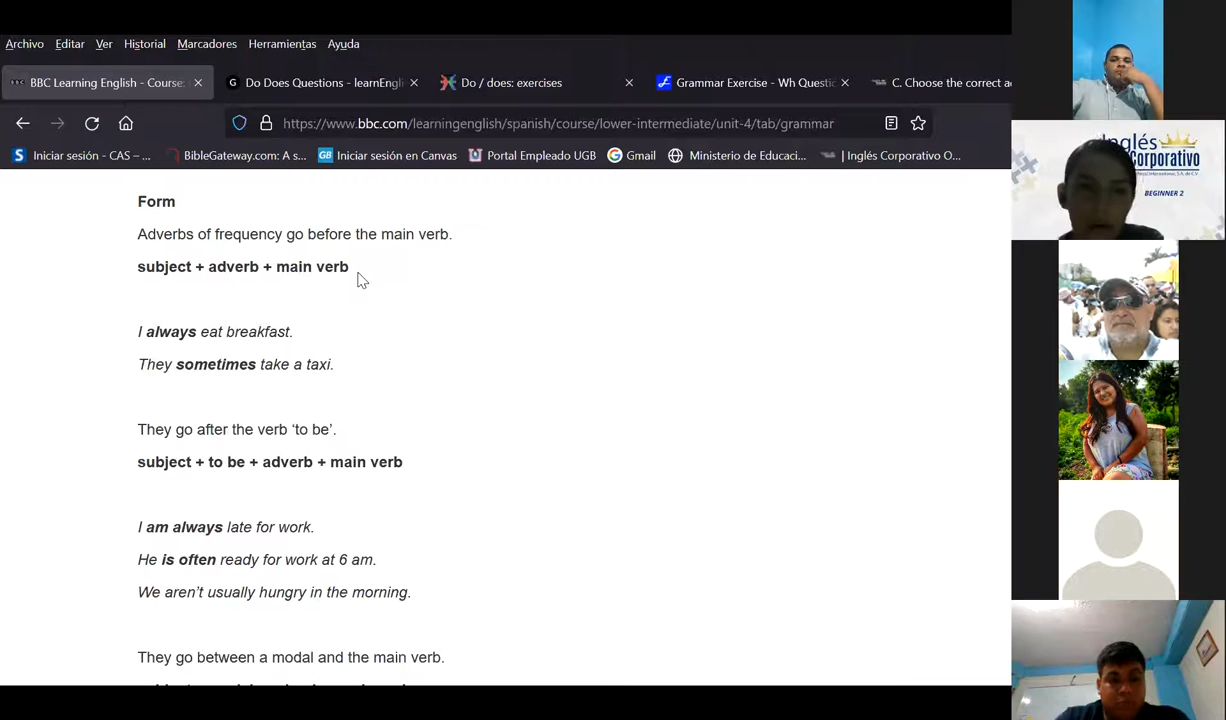 Archivo Editar Ver Historial Marcadores Herramientas Ayuda
BBC Learning English - Course: Do Does Questions - learnEngli Do / does: exercises Grammar Exercise - Wh Questic C. Choose the correct a
https://www.bbc.com/learningenglish/spanish/course/lower-intermediate/unit-4/tab/grammar
Iniciar sesión - CAS – ... BibleGateway.com: A s... GB Iniciar sesión en Canvas Portal Empleado UGB Gmail Ministerio de Educaci... | Inglés Corporativo O...
Form
Adverbs of frequency go before the main verb.
subject + adverb + main verb
I always eat breakfast.
They sometimes take a taxi.
They go after the verb ‘to be’.
subject + to be + adverb + main verb
I am always late for work.
He is often ready for work at 6 am.
We aren’t usually hungry in the morning.
They go between a modal and the main verb.
Inglés
Corporativo
BEGINNER 2